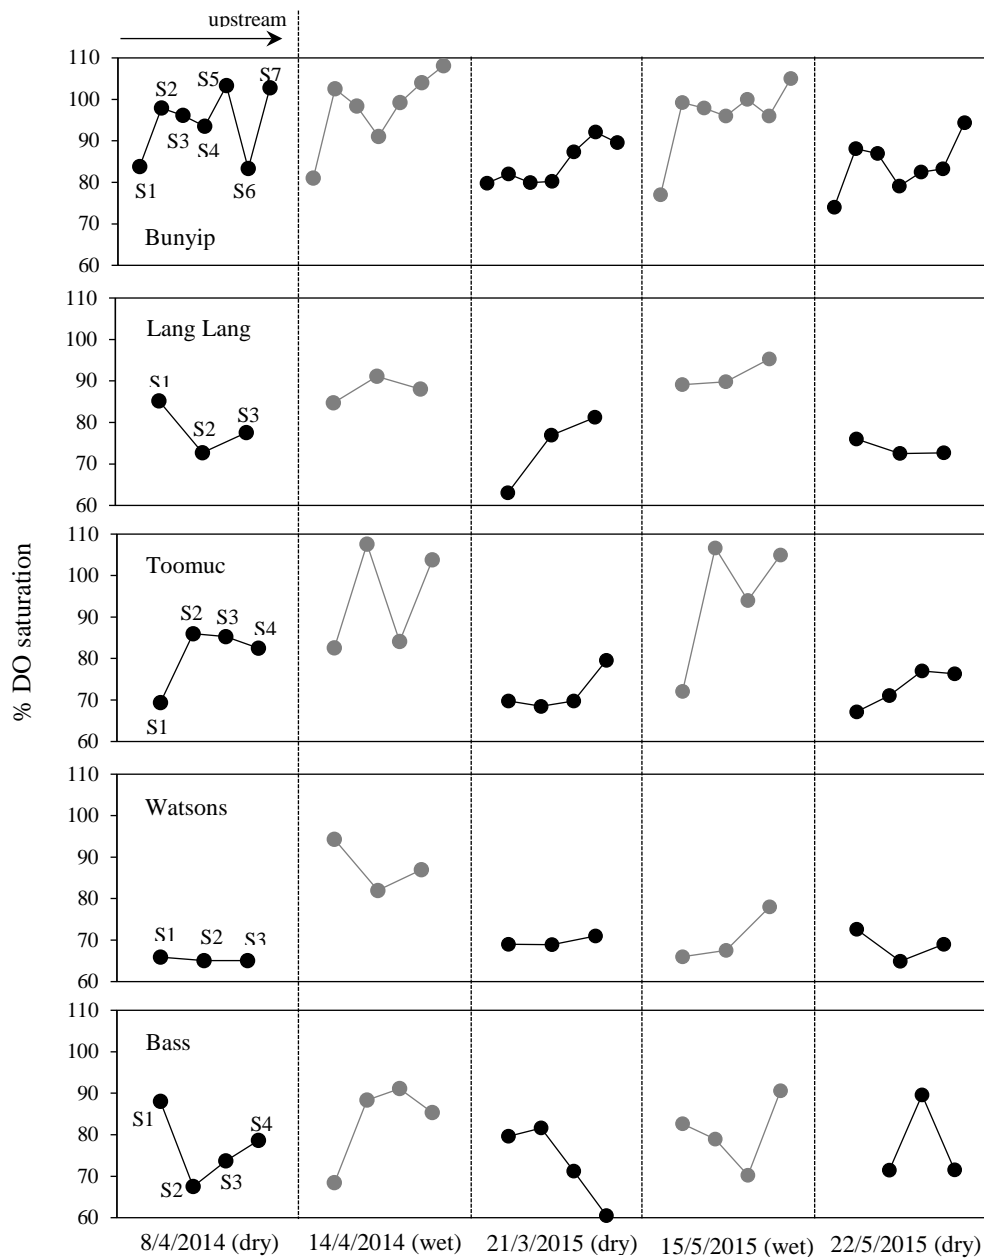 upstream
110
100
90
80
70
60
S1
S2
S3
S4
S5
S6
S7
Bunyip
110
100
90
80
70
60
Lang Lang
S1
S2
S3
110
100
90
80
70
60
Toomuc
S1
S2
S3
S4
110
100
90
80
70
60
Watsons
S1
S2
S3
110
100
90
80
70
60
Bass
S1
S2
S3
S4
% DO saturation
8/4/2014 (dry) 14/4/2014 (wet) 21/3/2015 (dry) 15/5/2015 (wet) 22/5/2015 (dry)